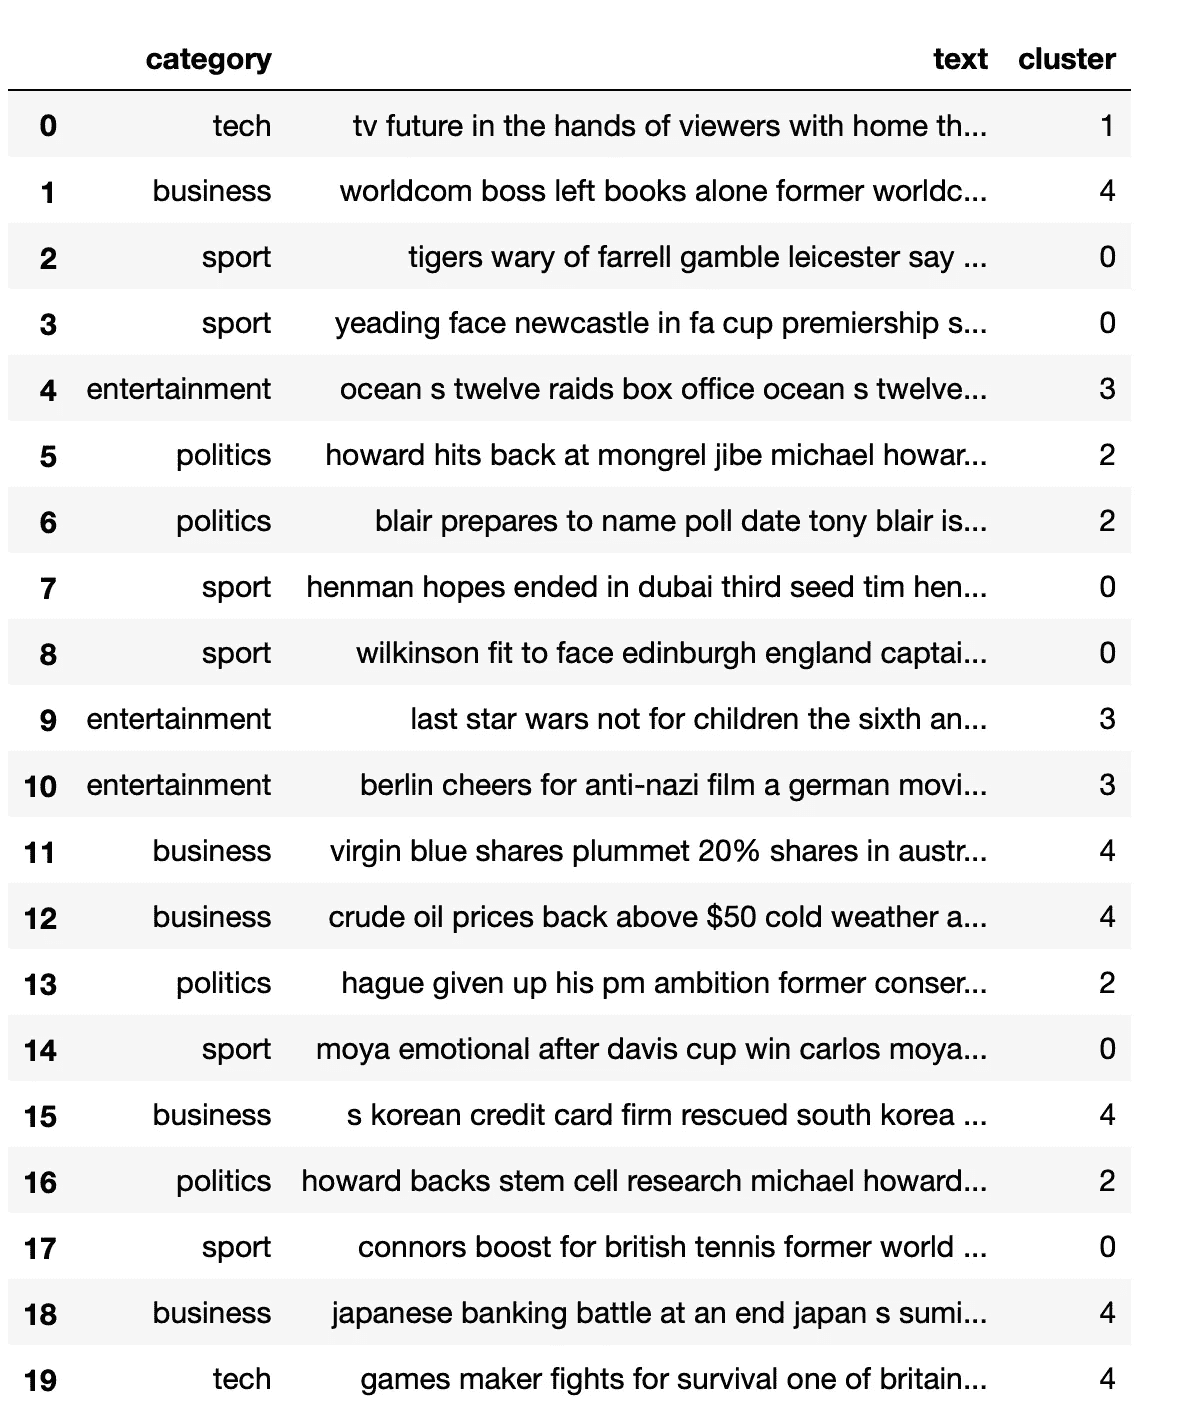 category text cluster
0 tech tv future in the hands of viewers with home th... 1
1 business worldcom boss left books alone former worldc... 4
2 sport tigers wary of farrell gamble leicester say ... 0
3 sport yeading face newcastle in fa cup premiership s... 0
4 entertainment ocean s twelve raids box office ocean s twelve... 3
5 politics howard hits back at mongrel jibe michael howar... 2
6 politics blair prepares to name poll date tony blair is... 2
7 sport henman hopes ended in dubai third seed tim hen... 0
8 sport wilkinson fit to face edinburgh england captai... 0
9 entertainment last star wars not for children the sixth an... 3
10 entertainment berlin cheers for anti-nazi film a german movi... 3
11 business virgin blue shares plummet 20% shares in austr... 4
12 business crude oil prices back above $50 cold weather a... 4
13 politics hague given up his pm ambition former conser... 2
14 sport moya emotional after davis cup win carlos moya... 0
15 business s korean credit card firm rescued south korea ... 4
16 politics howard backs stem cell research michael howard... 2
17 sport connors boost for british tennis former world ... 0
18 business japanese banking battle at an end japan s sumi... 4
19 tech games maker fights for survival one of britain... 4